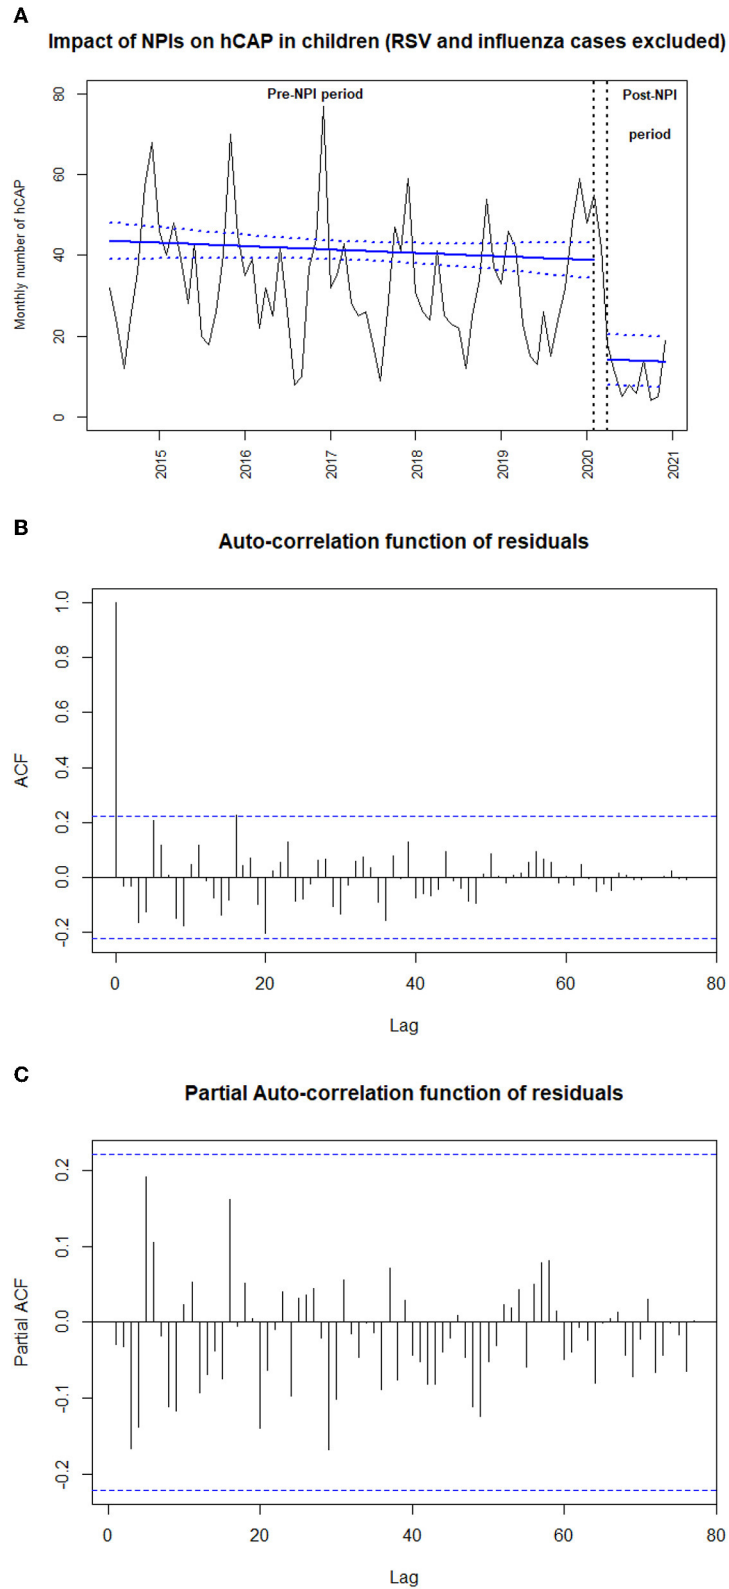 A
Impact of NPIs on hCAP in children (RSV and influenza cases excluded)
Pre-NPI period
Post-NPI
period
Monthly number of hCAP
80
60
40
20
0
2015
2016
2017
2018
2019
2020
2021
B
Auto-correlation function of residuals
ACF
1.0
0.8
0.6
0.4
0.2
0.0
-0.2
0
20
40
60
80
Lag
C
Partial Auto-correlation function of residuals
Partial ACF
0.2
0.1
0.0
-0.1
-0.2
0
20
40
60
80
Lag